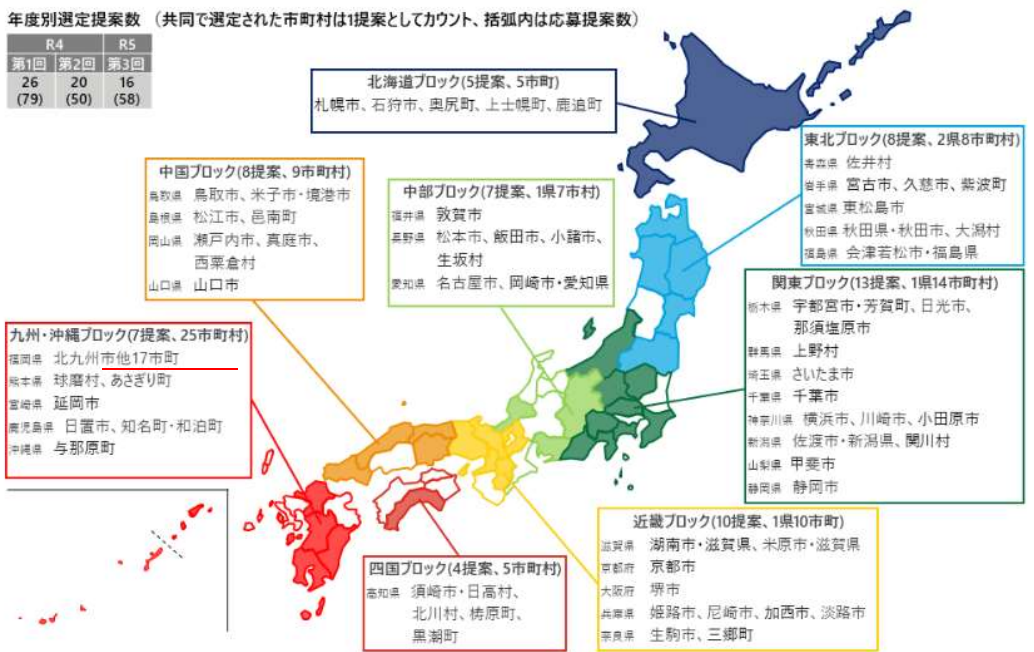 年度別選定提案数 （共同で選定された市町村は1提案としてカウント、括弧内は応募提案数）
R4 R5
第1回 第2回 第3回
26 20 16
(79) (50) (58)
北海道ブロック(5提案、5市町)
札幌市、石狩市、奥尻町、上士幌町、鹿追町
東北ブロック(8提案、2県8市町村)
青森県 佐井村
岩手県 宮古市、久慈市、紫波町
宮城県 東松島市
秋田県 秋田県・秋田市、大潟村
福島県 会津若松市・福島県
中国ブロック(8提案、9市町村)
鳥取県 鳥取市、米子市・境港市
島根県 松江市、邑南町
岡山県 瀬戸内市、真庭市、
西粟倉村
山口県 山口市
中部ブロック(7提案、1県7市村)
福井県 敦賀市
長野県 松本市、飯田市、小諸市、
生坂村
愛知県 名古屋市、岡崎市・愛知県
関東ブロック(13提案、1県14市町村)
栃木県 宇都宮市・芳賀町、日光市、
那須塩原市
群馬県 上野村
埼玉県 さいたま市
千葉県 千葉市
神奈川県 横浜市、川崎市、小田原市
新潟県 佐渡市・新潟県、関川村
山梨県 甲斐市
静岡県 静岡市
九州・沖縄ブロック(7提案、25市町村)
福岡県 北九州市他17市町
熊本県 球磨村、あさぎり町
宮崎県 延岡市
鹿児島県 日置市、知名町・和泊町
沖縄県 与那原町
四国ブロック(4提案、5市町村)
高知県 須崎市・日高村、
北川村、梼原町、
黒潮町
近畿ブロック(10提案、1県10市町)
滋賀県 湖南市・滋賀県、米原市・滋賀県
京都府 京都市
大阪府 堺市
兵庫県 姫路市、尼崎市、加西市、淡路市
奈良県 生駒市、三郷町